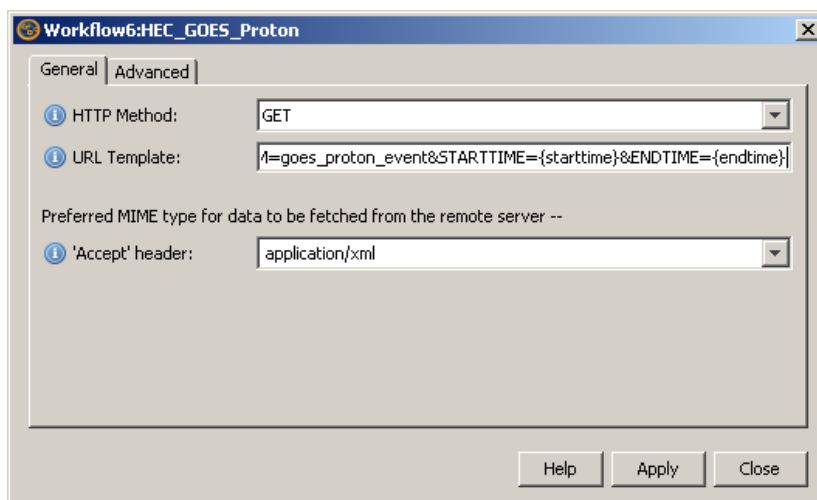 Workflow6:HEC_GOES_Proton
General Advanced
HTTP Method: GET
URL Template: M=goes_proton_event&STARTTIME={starttime}&ENDTIME={endtime}
Preferred MIME type for data to be fetched from the remote server --
'Accept' header: application/xml
Help Apply Close